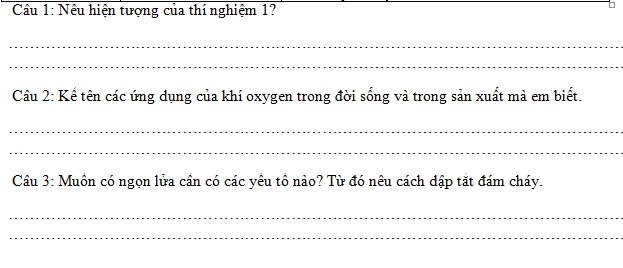 Câu 1: Nêu hiện tượng của thí nghiệm 1?
Câu 2: Kể tên các ứng dụng của khí oxygen trong đời sống và trong sản xuất mà em biết.
Câu 3: Muốn có ngọn lửa cần có các yếu tố nào? Từ đó nêu cách dập tắt đám cháy.